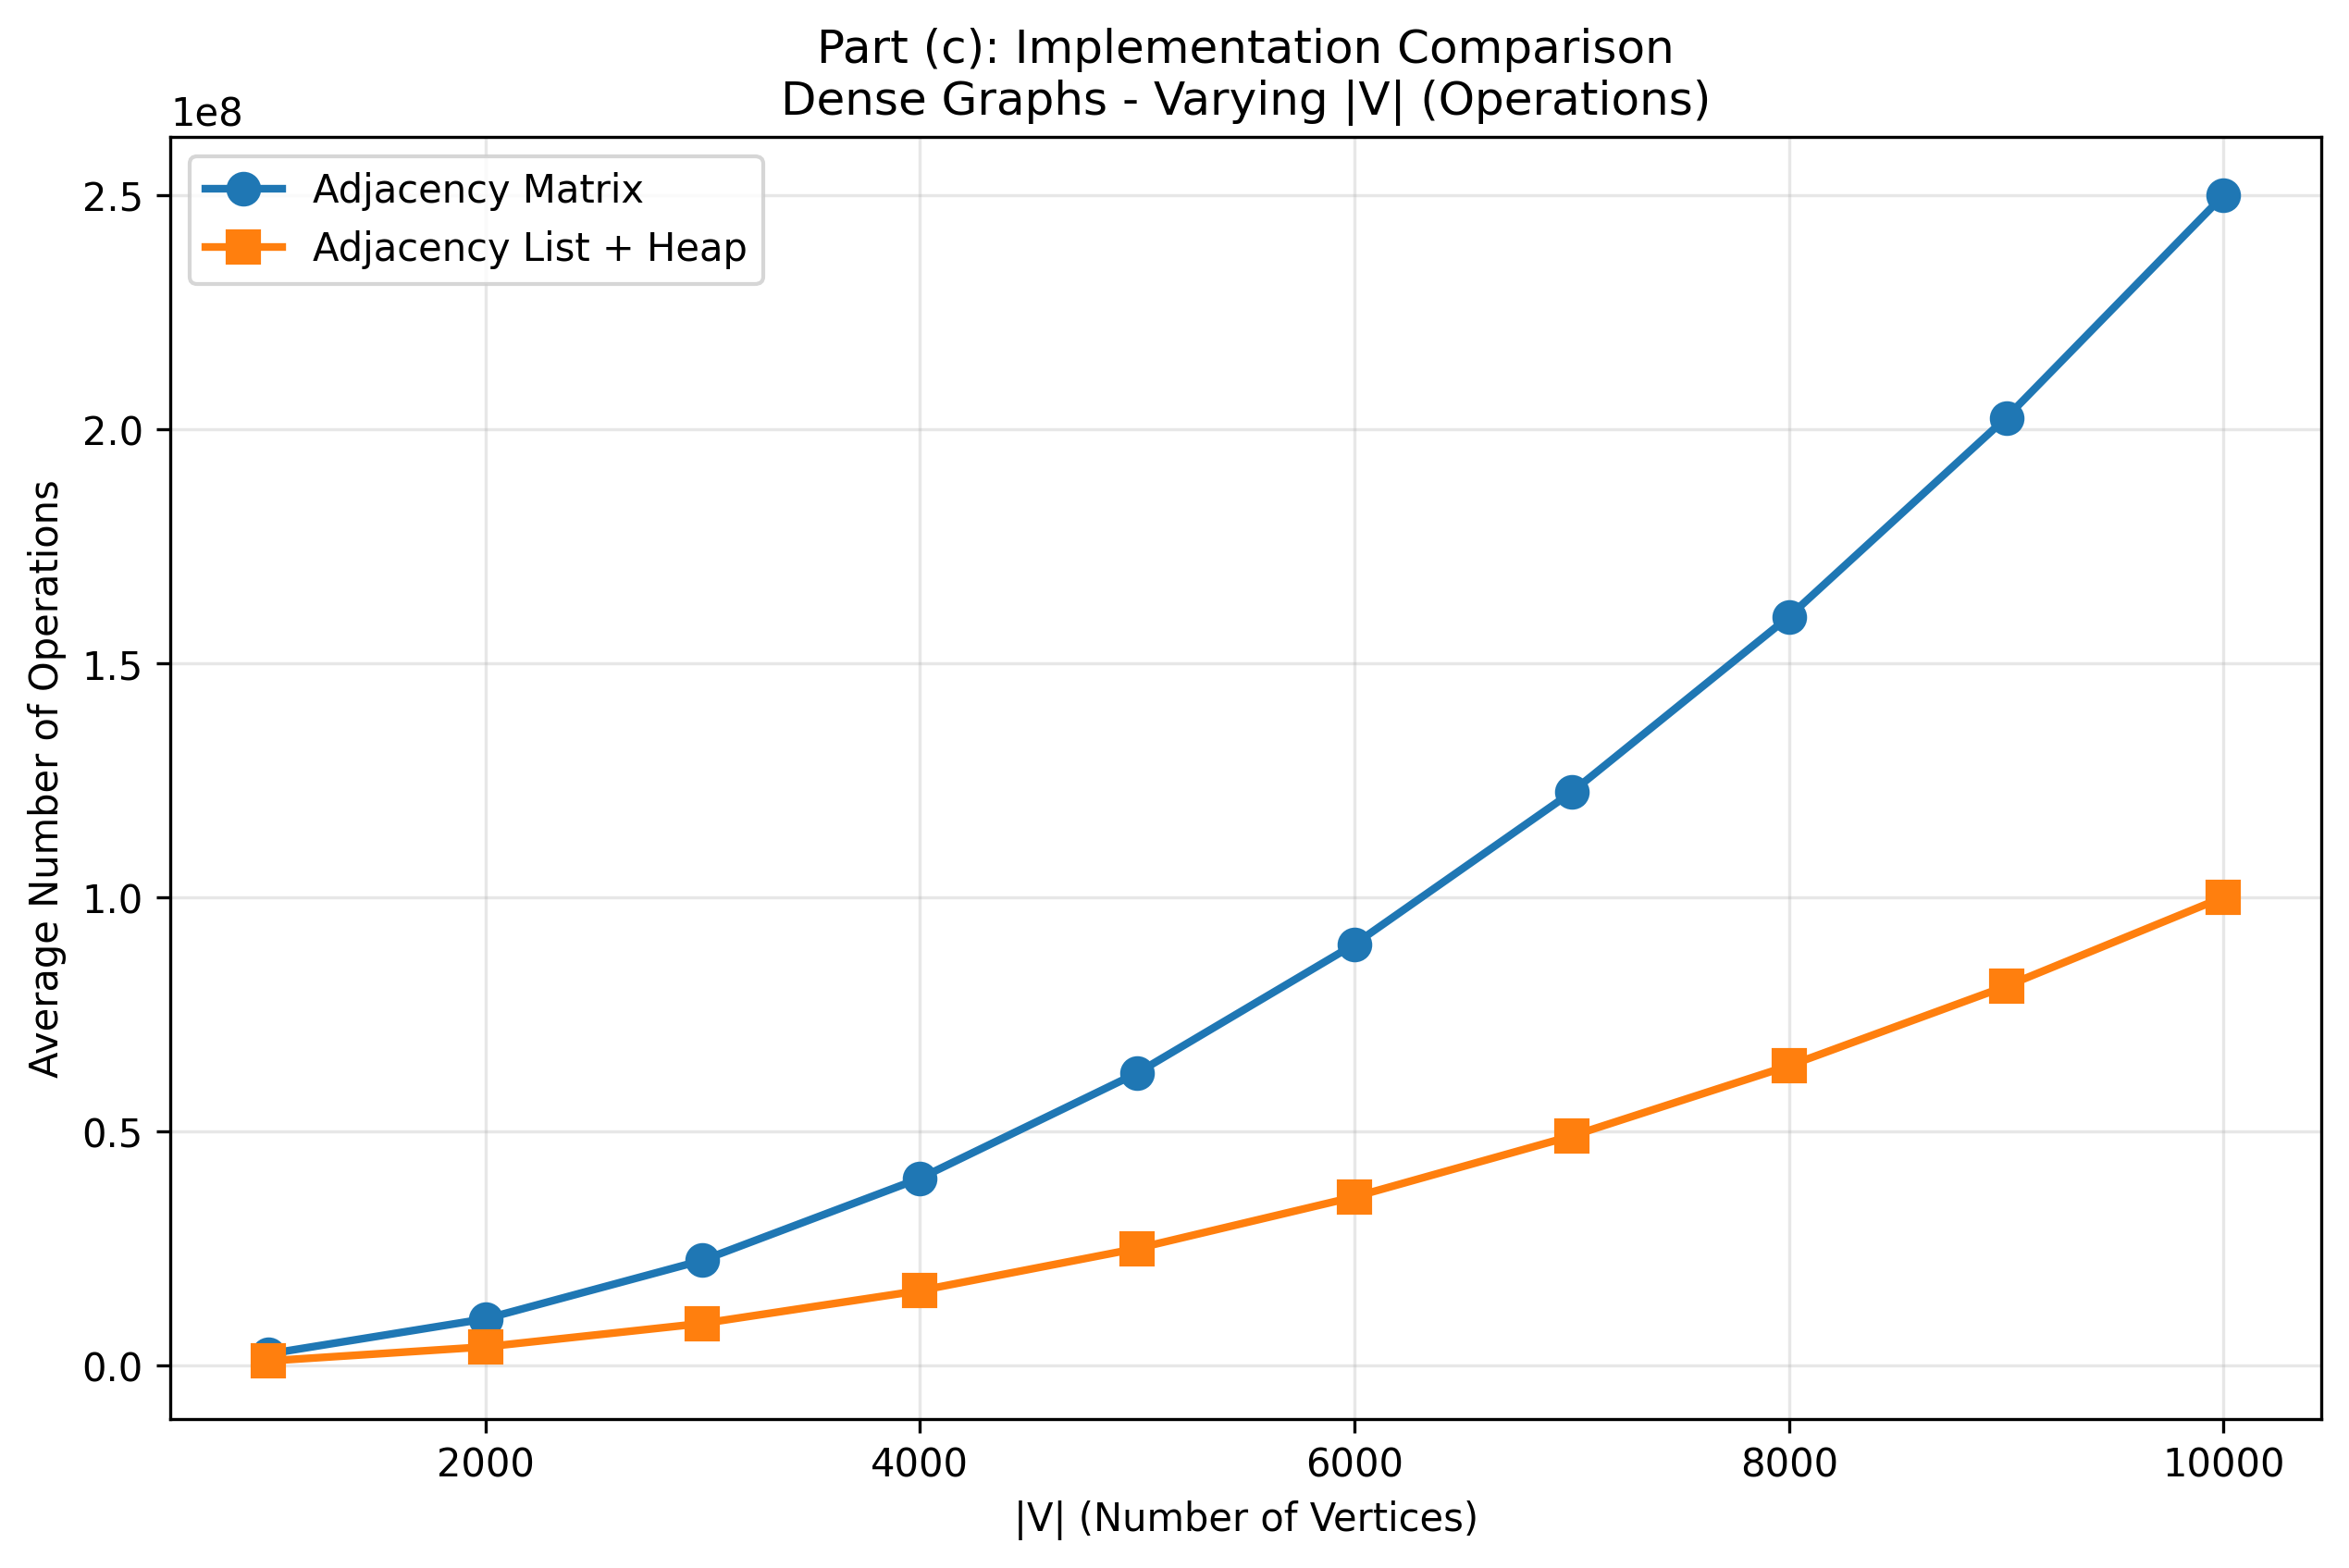 Part (c): Implementation Comparison
Dense Graphs - Varying |V| (Operations)
1e8
Adjacency Matrix
Adjacency List + Heap
2.5
2.0
1.5
1.0
0.5
0.0
Average Number of Operations
2000 4000 6000 8000 10000
|V| (Number of Vertices)